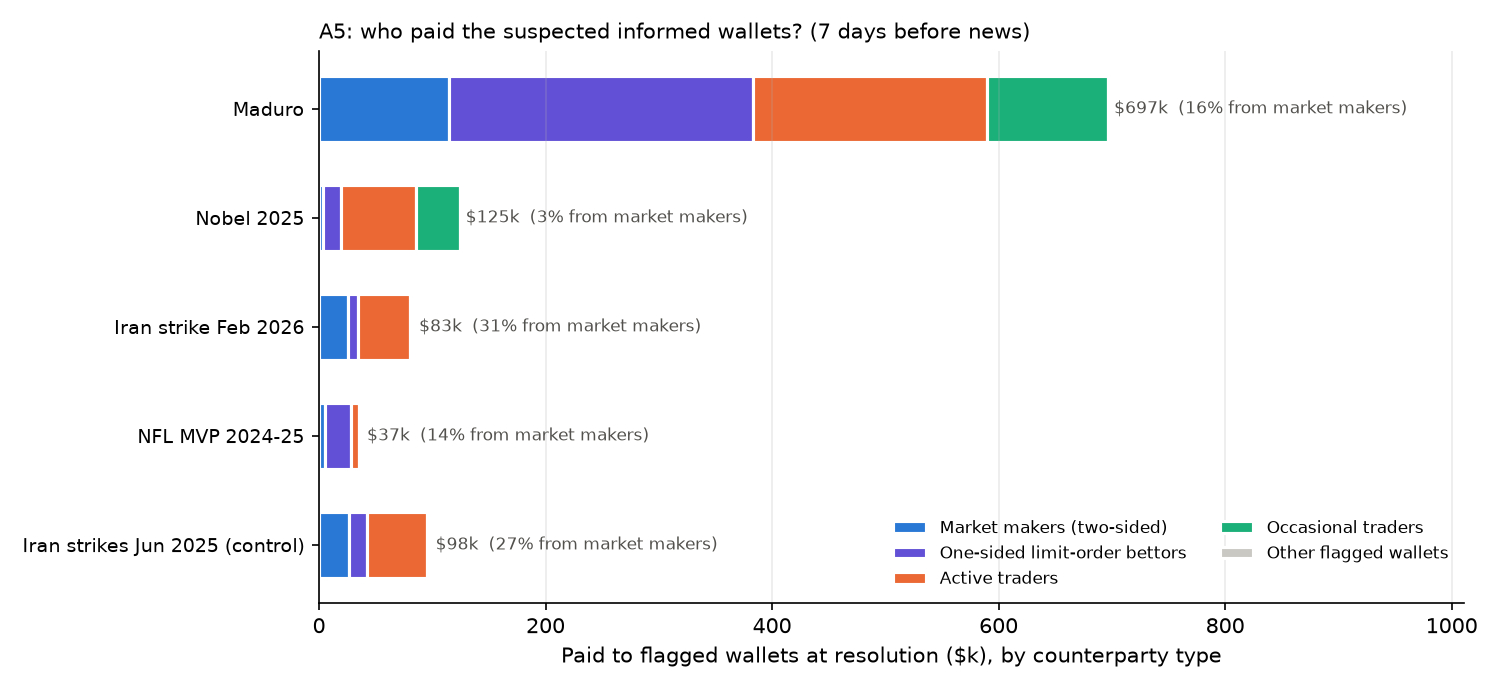 A5: who paid the suspected informed wallets? (7 days before news)
Maduro
$697k  (16% from market makers)
Nobel 2025
$125k  (3% from market makers)
Iran strike Feb 2026
$83k  (31% from market makers)
NFL MVP 2024-25
$37k  (14% from market makers)
Iran strikes Jun 2025 (control)
$98k  (27% from market makers)
Market makers (two-sided)
One-sided limit-order bettors
Active traders
Occasional traders
Other flagged wallets
0 200 400 600 800 1000
Paid to flagged wallets at resolution ($k), by counterparty type